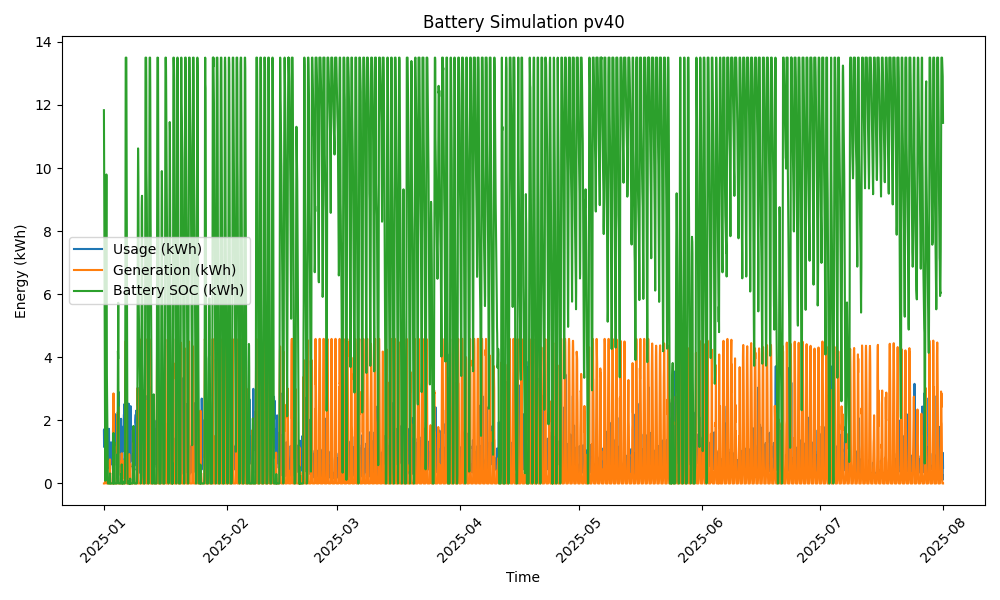 Battery Simulation pv40
Energy (kWh)
14
12
10
8
6
4
2
0
Usage (kWh)
Generation (kWh)
Battery SOC (kWh)
2025-01
2025-02
2025-03
2025-04
2025-05
2025-06
2025-07
2025-08
Time